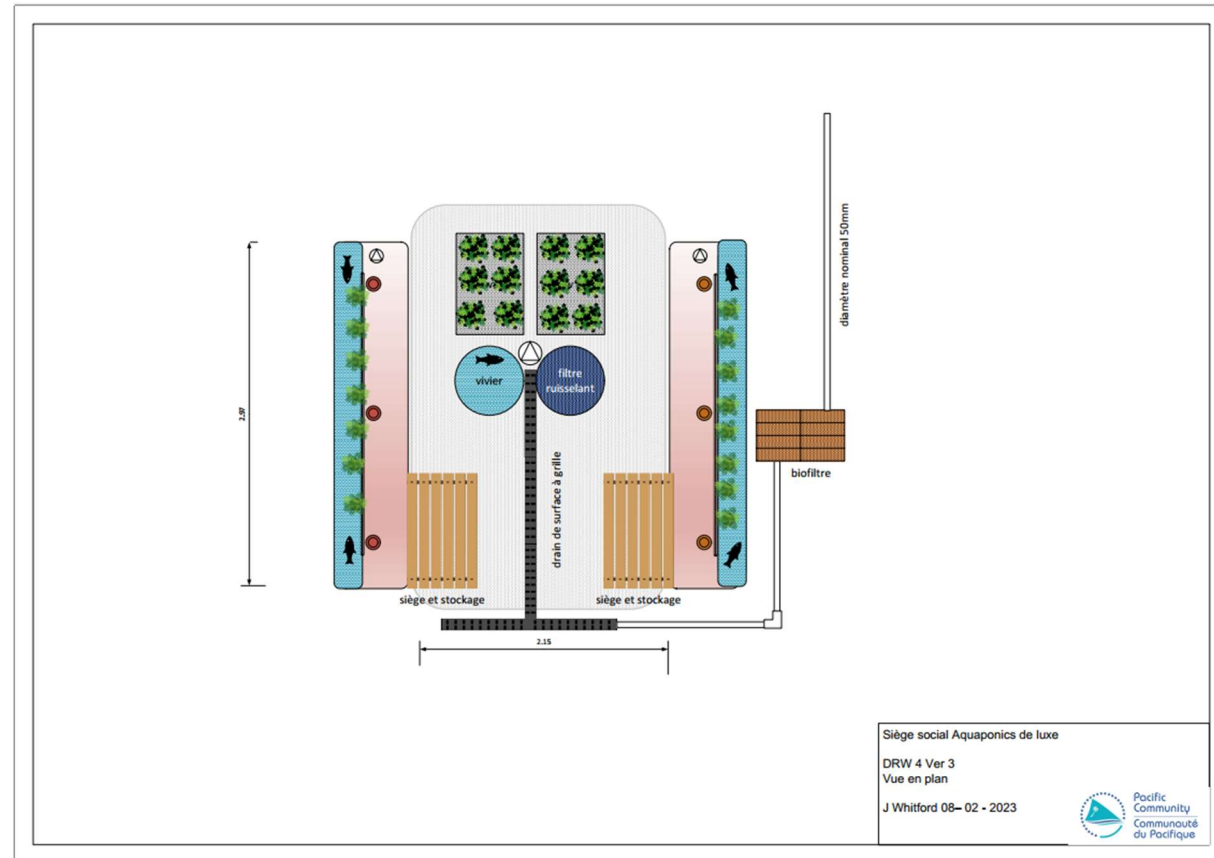 diamètre nominal 50mm
2.97
vivier
filtre
ruisselant
drain de surface à grille
biofiltre
siège et stockage
siège et stockage
2.15
Siège social Aquaponics de luxe
DRW 4 Ver 3
Vue en plan
J Whitford 08– 02 - 2023
Pacific
Community
Communauté
du Pacifique